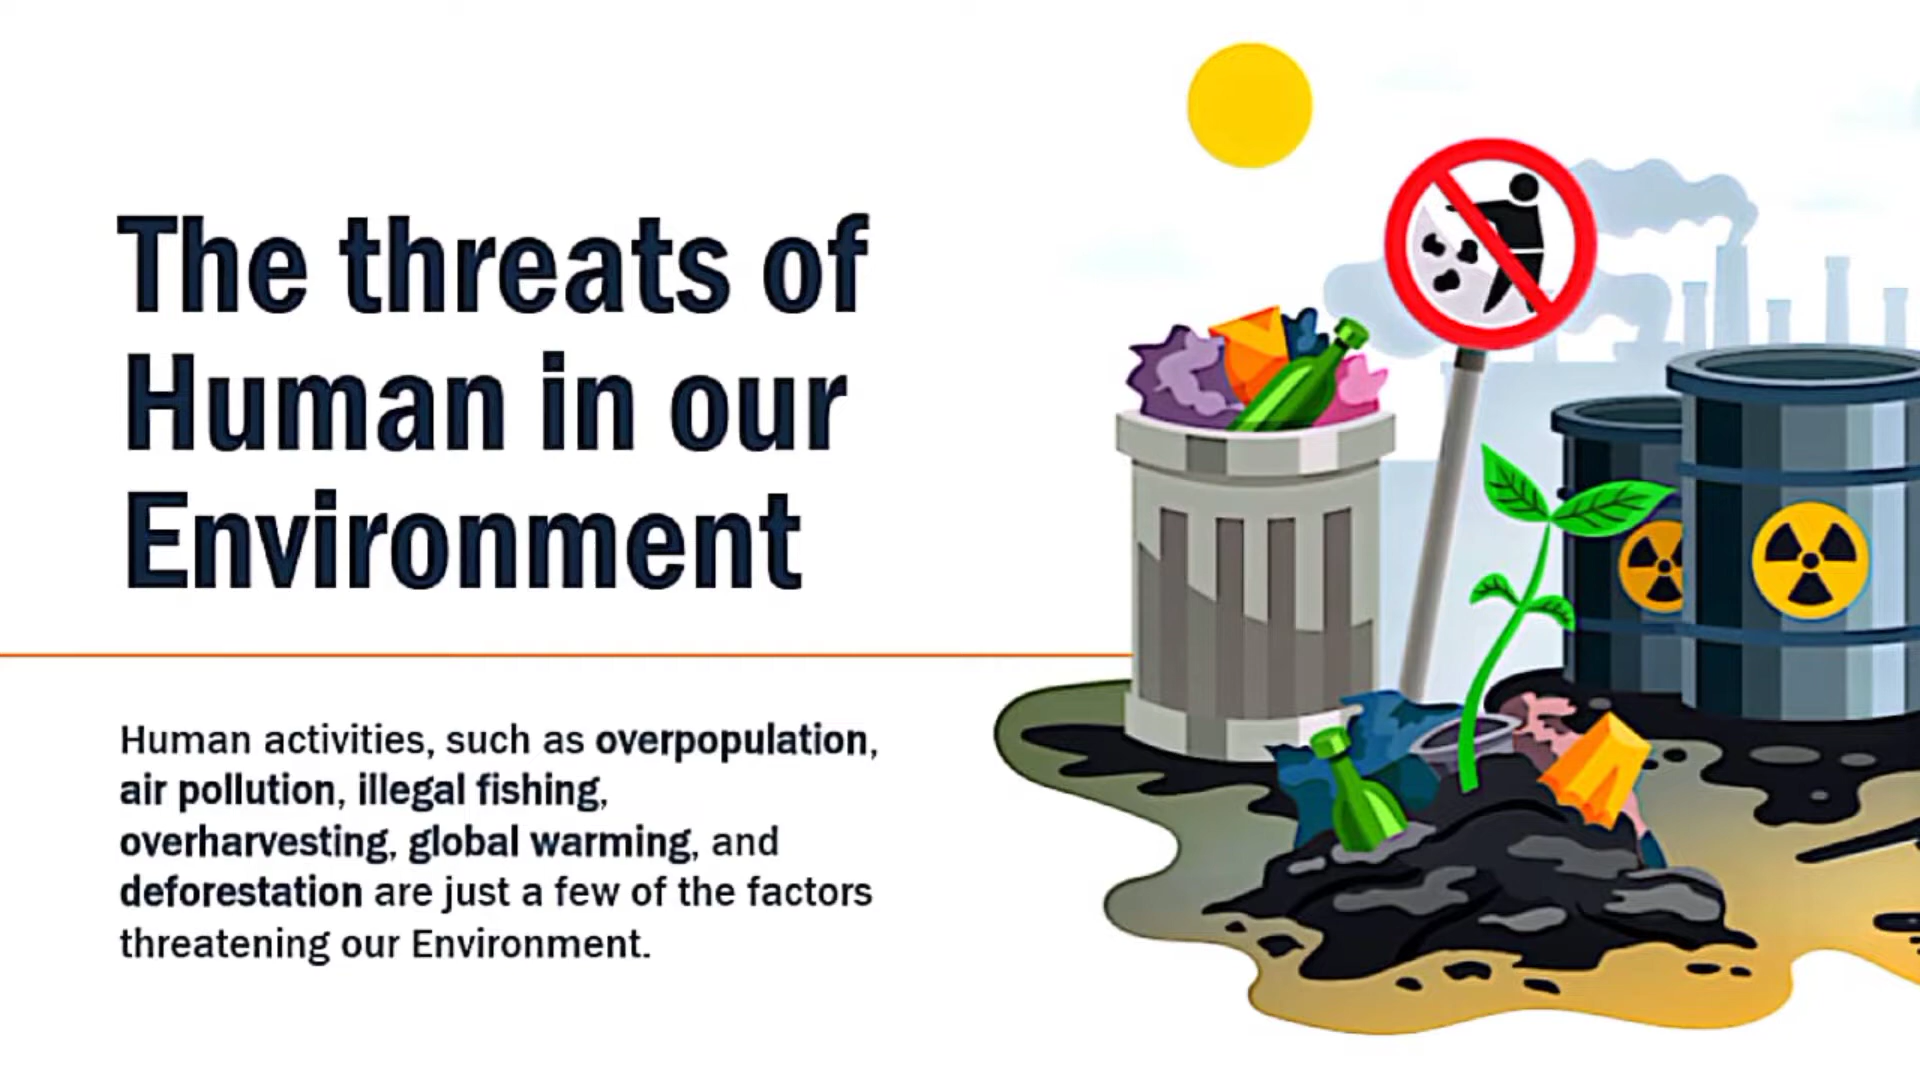 The threats of
Human in our
Environment
Human activities, such as overpopulation,
air pollution, illegal fishing,
overharvesting, global warming, and
deforestation are just a few of the factors
threatening our Environment.